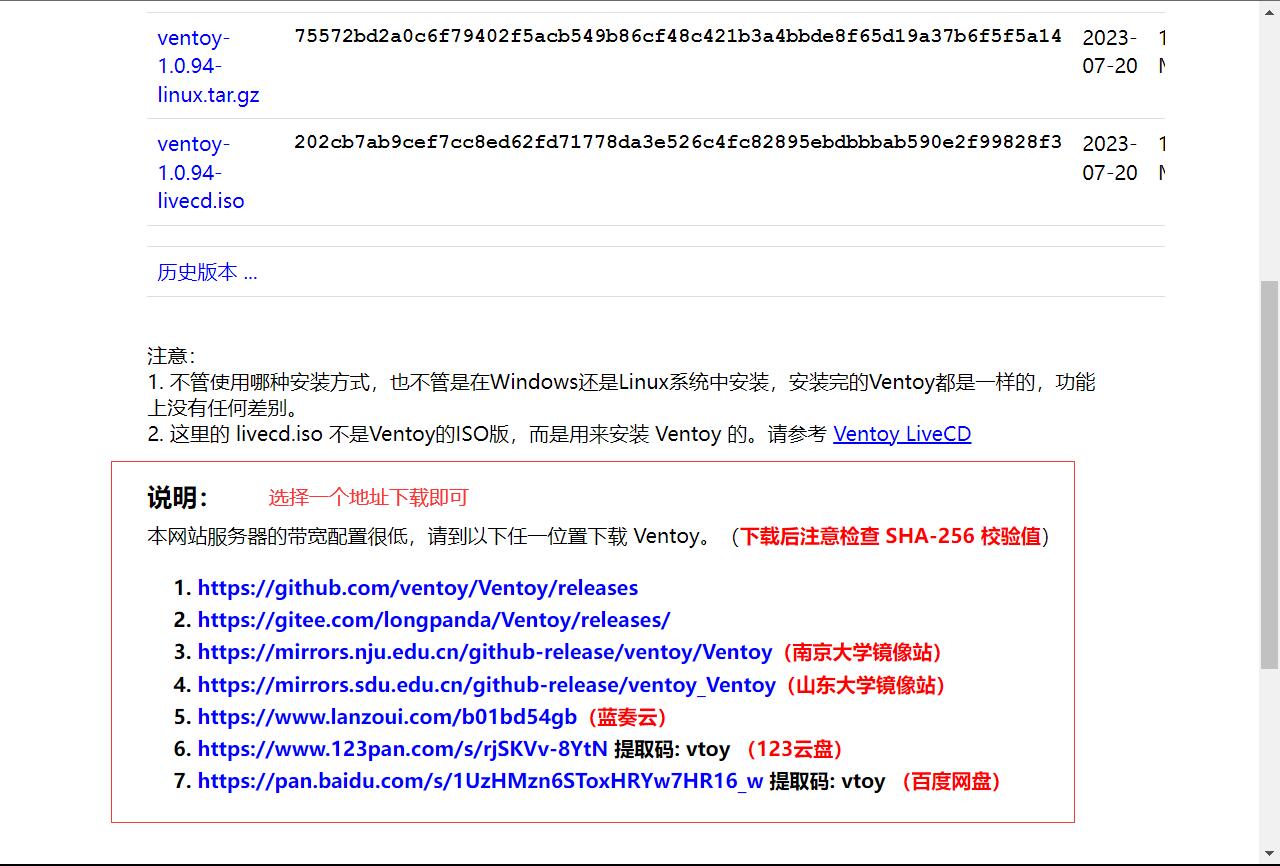 ventoy-
1.0.94-
linux.tar.gz
75572bd2a0c6f79402f5acb549b86cf48c421b3a4bbde8f65d19a37b6f5f5a14
2023-
07-20
ventoy-
1.0.94-
livecd.iso
202cb7ab9cef7cc8ed62fd71778da3e526c4fc82895ebdbbbab590e2f99828f3
2023-
07-20
历史版本 ...
注意：
1. 不管使用哪种安装方式，也不管是在Windows还是Linux系统中安装，安装完的Ventoy都是一样的，功能
上没有任何差别。
2. 这里的 livecd.iso 不是Ventoy的ISO版，而是用来安装 Ventoy 的。请参考 Ventoy LiveCD
说明： 选择一个地址下载即可
本网站服务器的带宽配置很低，请到以下任一位置下载 Ventoy。（下载后注意检查 SHA-256 校验值）
1. https://github.com/ventoy/Ventoy/releases
2. https://gitee.com/longpanda/Ventoy/releases/
3. https://mirrors.nju.edu.cn/github-release/ventoy/Ventoy（南京大学镜像站）
4. https://mirrors.sdu.edu.cn/github-release/ventoy_Ventoy（山东大学镜像站）
5. https://www.lanzoui.com/b01bd54gb（蓝奏云）
6. https://www.123pan.com/s/rjSKVv-8YtN 提取码: vtoy （123云盘）
7. https://pan.baidu.com/s/1UzHMzn6SToxHRYw7HR16_w 提取码: vtoy （百度网盘）